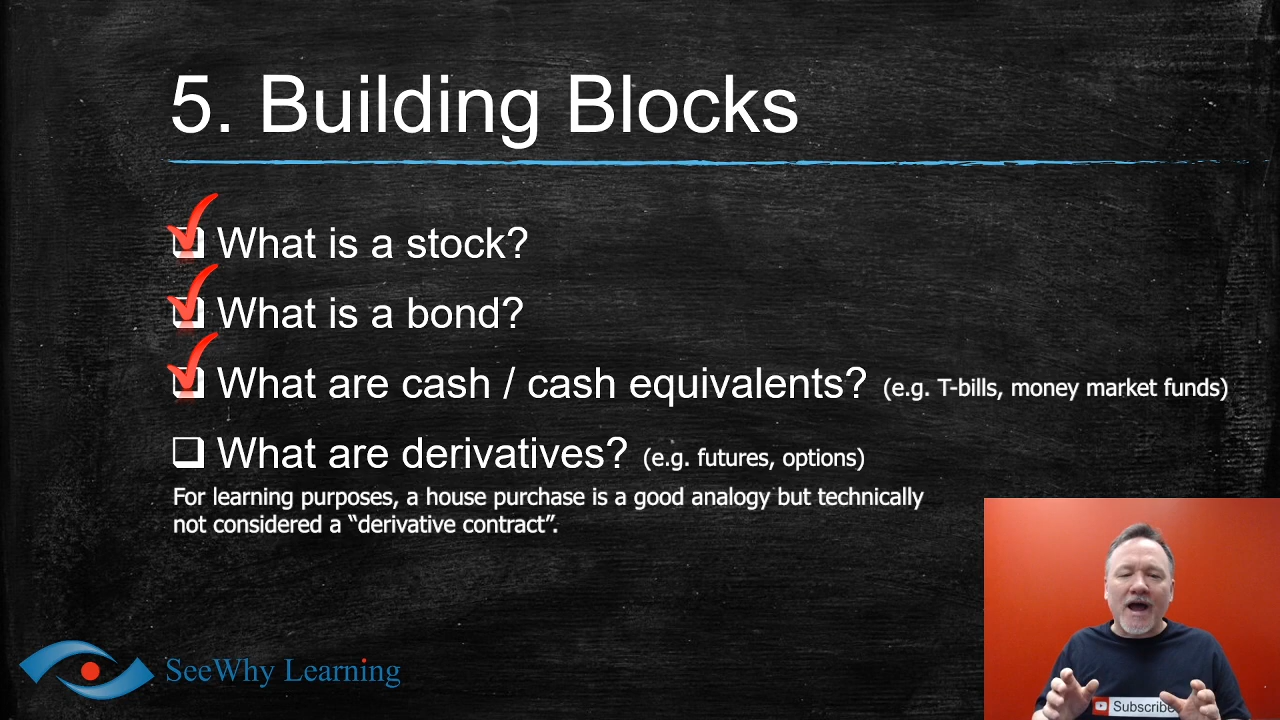 5. Building Blocks
What is a stock?
What is a bond?
What are cash / cash equivalents? (e.g. T-bills, money market funds)
What are derivatives? (e.g. futures, options)
For learning purposes, a house purchase is a good analogy but technically
not considered a “derivative contract”.
SeeWhy Learning
Subscribe